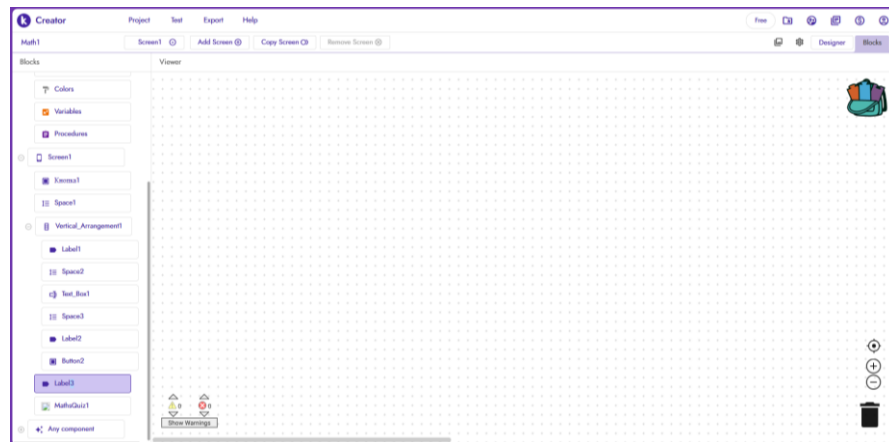 Creator Project Test Export Help Free
Math1 Screen1 Add Screen Copy Screen Remove Screen Designer Blocks
Blocks Viewer
Colors
Variables
Procedures
Screen1
Space1
Vertical_Arrangement1
Label1
Space2
Text_Box1
Space3
Label2
Button2
Label3
MathsQuiz1
Any component
0 0
Show Warnings